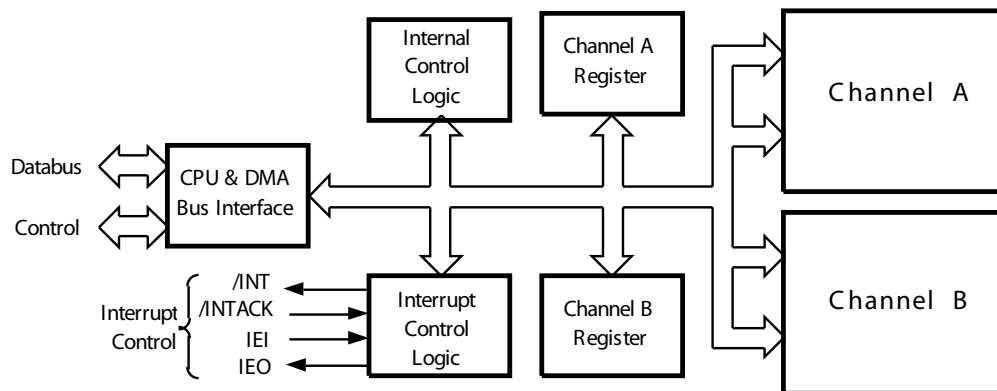 Internal
Control
Logic
Channel A
Register
Channel A
Databus
Control
CPU & DMA
Bus Interface
Channel B
Interrupt
Control
/INT
/INTACK
IEI
IEO
Interrupt
Control
Logic
Channel B
Register